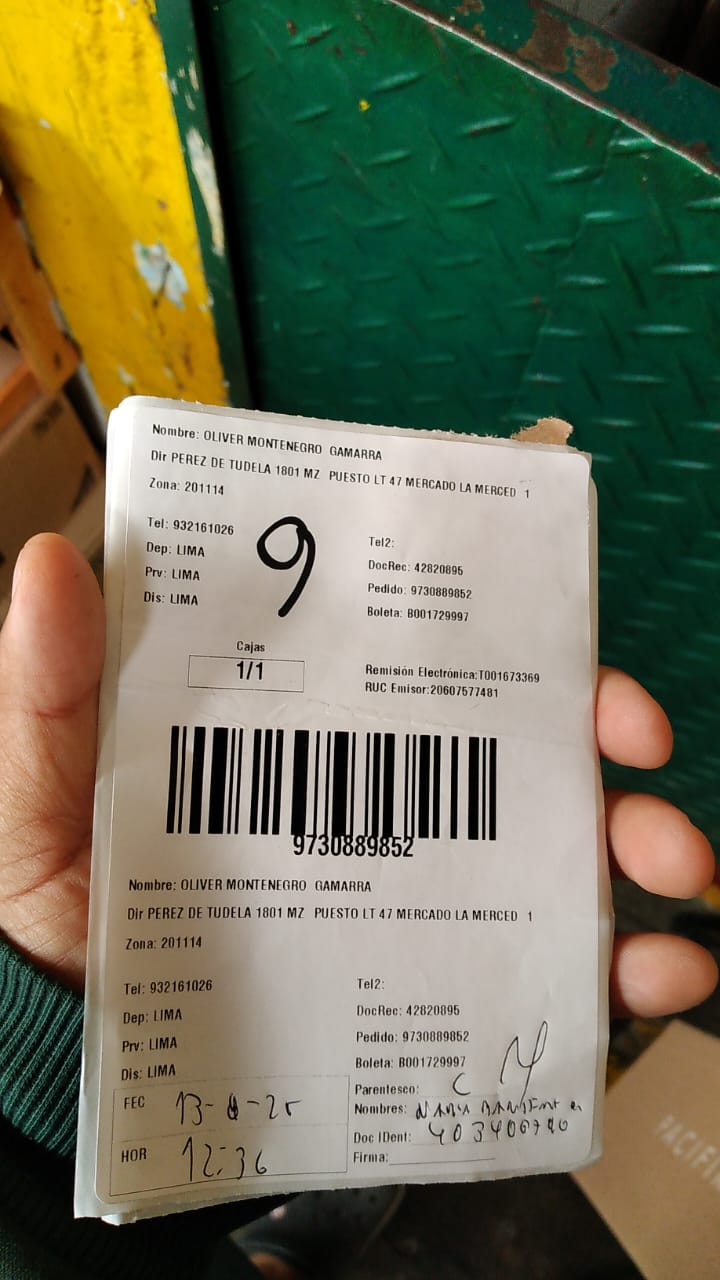 Nombre: OLIVER MONTENEGRO GAMARRA
Dir PEREZ DE TUDELA 1801 MZ PUESTO LT 47 MERCADO LA MERCED 1
Zona: 201114
Tel: 932161026 Tel2:
Dep: LIMA DocRec: 42820895
Prv: LIMA Pedido: 9730889852
Dis: LIMA Boleta: B001729997
9
Cajas
1/1
Remisión Electrónica:T001673369
RUC Emisor:20607577481
9730889852
Nombre: OLIVER MONTENEGRO GAMARRA
Dir PEREZ DE TUDELA 1801 MZ PUESTO LT 47 MERCADO LA MERCED 1
Zona: 201114
Tel: 932161026 Tel2:
Dep: LIMA DocRec: 42820895
Prv: LIMA Pedido: 9730889852
Dis: LIMA Boleta: B001729997
Parentesco: C
FEC
Nombres:
Doc IDent:
HOR 12:36
Firma:
PACIFI